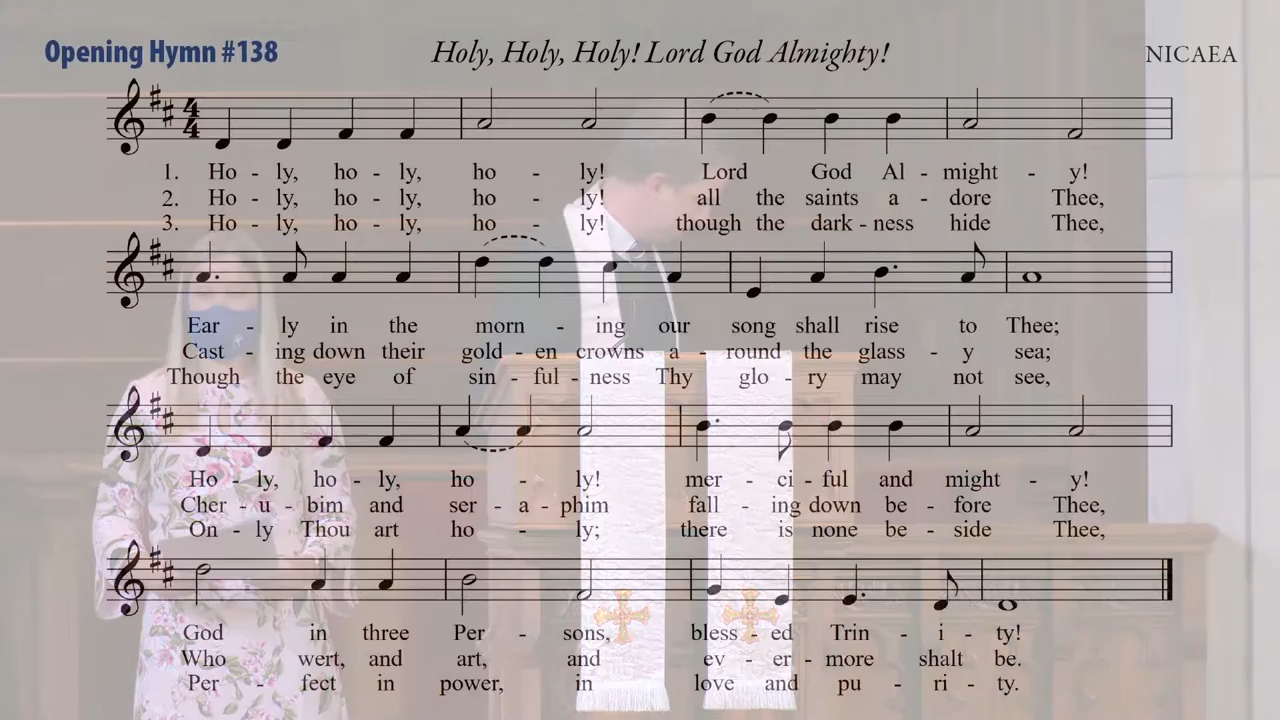 Opening Hymn #138 Holy, Holy, Holy! Lord God Almighty! NICAEA
1. Ho - ly, ho - ly, ho - ly! Lord God Al - might - y!
2. Ho - ly, ho - ly, ho - ly! all the saints a - dore Thee,
3. Ho - ly, ho - ly, ho - ly! though the dark - ness hide Thee,
Ear - ly in the morn - ing our song shall rise to Thee;
Cast - ing down their gold - en crowns a - round the glass - y sea;
Though the eye of sin - ful - ness Thy glo - ry may not see,
Ho - ly, ho - ly, ho - ly! mer - ci - ful and might - y!
Cher - u - bim and ser - a - phim fall - ing down be - fore Thee,
On - ly Thou art ho - ly; there is none be - side Thee,
God in three Per - sons, bless - ed Trin - i - ty!
Who wert, and art, and ev - er - more shalt be.
Per - fect in power, in love and pu - ri - ty.